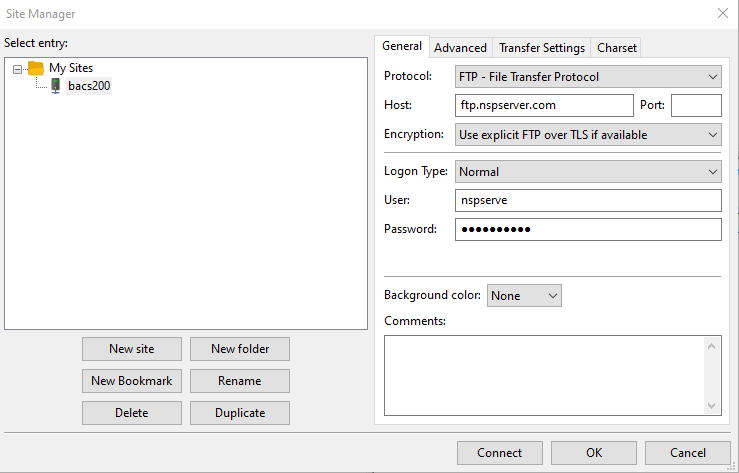 Site Manager
Select entry:
My Sites
bacs200
New site
New folder
New Bookmark
Rename
Delete
Duplicate
General
Advanced
Transfer Settings
Charset
Protocol:
FTP - File Transfer Protocol
Host:
ftp.nspserver.com
Port:
Encryption:
Use explicit FTP over TLS if available
Logon Type:
Normal
User:
nspserve
Password:
●●●●●●●●●●
Background color:
None
Comments:
Connect
OK
Cancel